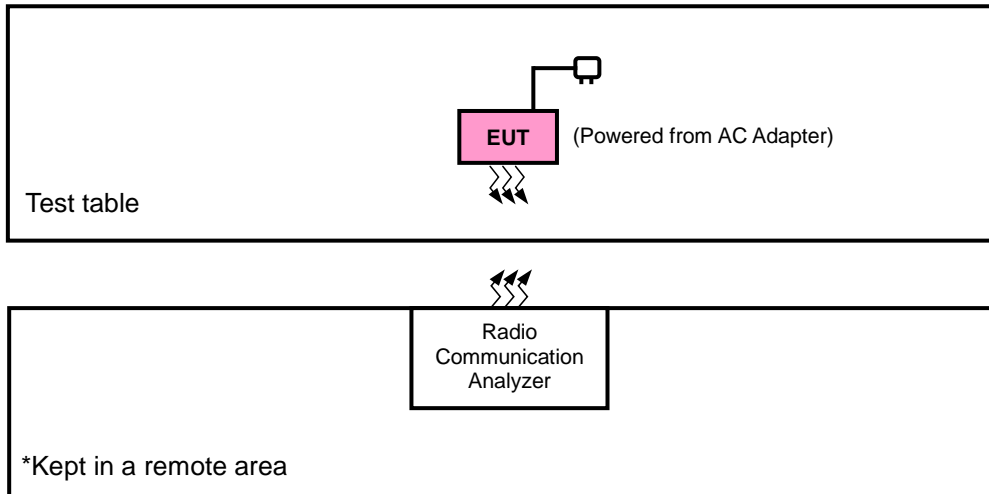 EUT
(Powered from AC Adapter)
Test table
Radio
Communication
Analyzer
*Kept in a remote area